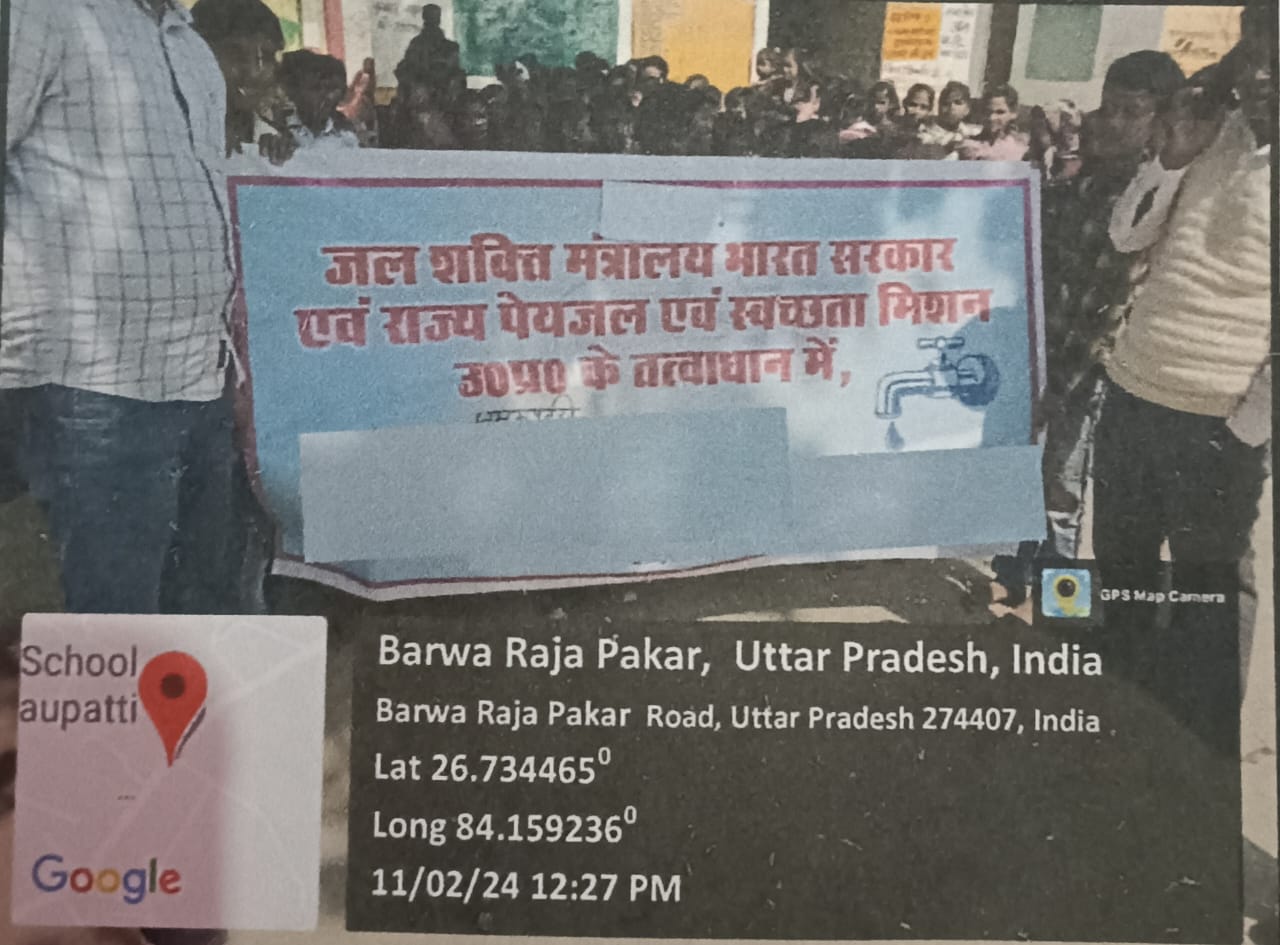 जल शक्ति मंत्रालय भारत सरकार
एवं राज्य पेयजल एवं स्वच्छता मिशन
उ0प्र0 के तत्वाधान में,
GPS Map Camera
School
aupatti
Google
Barwa Raja Pakar, Uttar Pradesh, India
Barwa Raja Pakar Road, Uttar Pradesh 274407, India
Lat 26.734465⁰
Long 84.159236⁰
11/02/24 12:27 PM